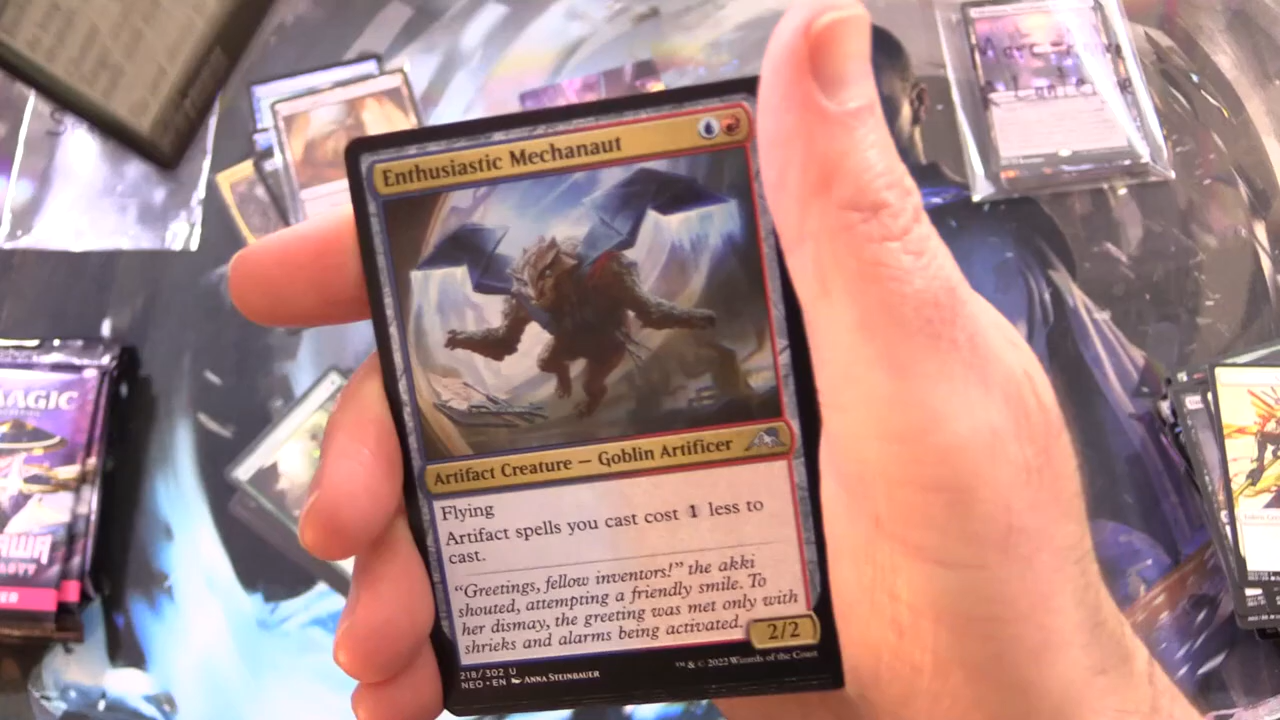 Enthusiastic Mechanaut
Artifact Creature — Goblin Artificer
Flying
Artifact spells you cast cost 1 less to
cast.
“Greetings, fellow inventors!” the akki
shouted, attempting a friendly smile. To
her dismay, the greeting was met only with
shrieks and alarms being activated.
2/2
218/302 U
NEO • EN ANNA STEINBAUER
™ & © 2022 Wizards of the Coast
MAGIC